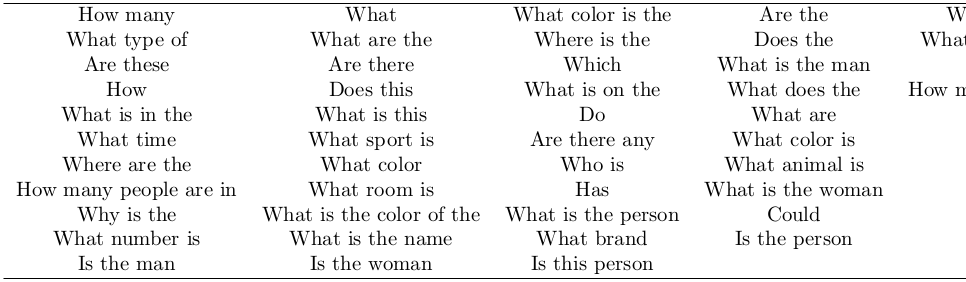 How many What What color is the Are the
What type of What are the Where is the Does the What
Are these Are there Which What is the man
How Does this What is on the What does the How
What is in the What is this Do What are
What time What sport is Are there any What color is
Where are the What color Who is What animal is
How many people are in What room is Has What is the woman
Why is the What is the color of the What is the person Could
What number is What is the name What brand Is the person
Is the man Is the woman Is this person